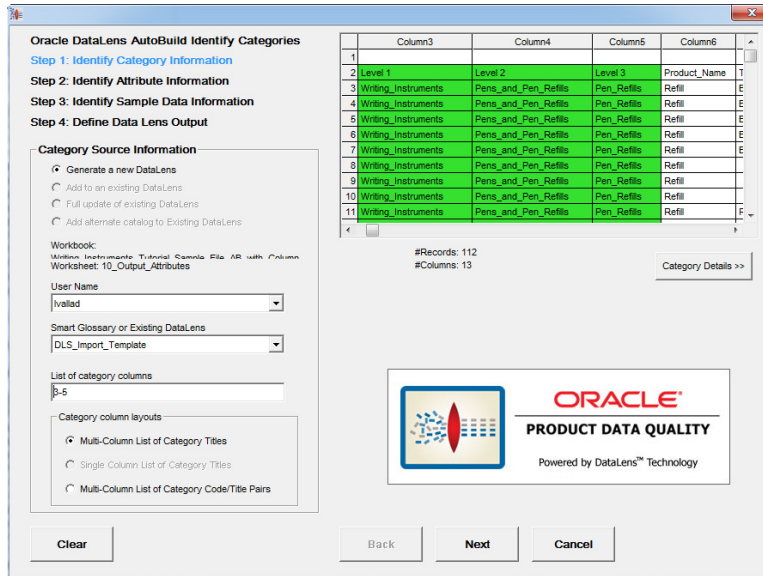 Oracle DataLens AutoBuild Identify Categories
Step 1: Identify Category Information
Step 2: Identify Attribute Information
Step 3: Identify Sample Data Information
Step 4: Define Data Lens Output
Category Source Information
Generate a new DataLens
Add to an existing DataLens
Full update of existing DataLens
Add alternate catalog to Existing DataLens
Workbook:
Writing_Instruments_Tutorial_Sample_File_AB_with_Column
Worksheet: 10_Output_Attributes
User Name
lvallad
Smart Glossary or Existing DataLens
DLS_Import_Template
List of category columns
3-5
Category column layouts
Multi-Column List of Category Titles
Single Column List of Category Titles
Multi-Column List of Category Code/Title Pairs
Column3 Column4 Column5 Column6
1
2 Level 1 Level 2 Level 3 Product_Name T
3 Writing_Instruments Pens_and_Pen_Refills Pen_Refills Refill E
4 Writing_Instruments Pens_and_Pen_Refills Pen_Refills Refill E
5 Writing_Instruments Pens_and_Pen_Refills Pen_Refills Refill E
6 Writing_Instruments Pens_and_Pen_Refills Pen_Refills Refill E
7 Writing_Instruments Pens_and_Pen_Refills Pen_Refills Refill E
8 Writing_Instruments Pens_and_Pen_Refills Pen_Refills Refill
9 Writing_Instruments Pens_and_Pen_Refills Pen_Refills Refill
10 Writing_Instruments Pens_and_Pen_Refills Pen_Refills Refill
11 Writing_Instruments Pens_and_Pen_Refills Pen_Refills Refill F
#Records: 112
#Columns: 13
Category Details >>
ORACLE®
PRODUCT DATA QUALITY
Powered by DataLens™ Technology
Clear
Back
Next
Cancel